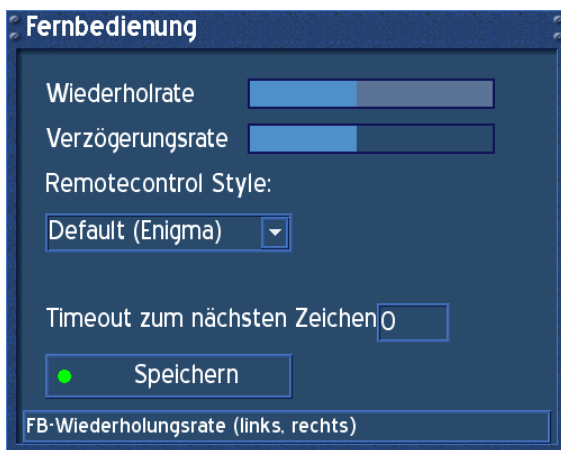 Fernbedienung
Wiederholrate
Verzögerungsrate
Remotecontrol Style:
Default (Enigma)
Timeout zum nächsten Zeichen 0
Speichern
FB-Wiederholungsrate (links, rechts)